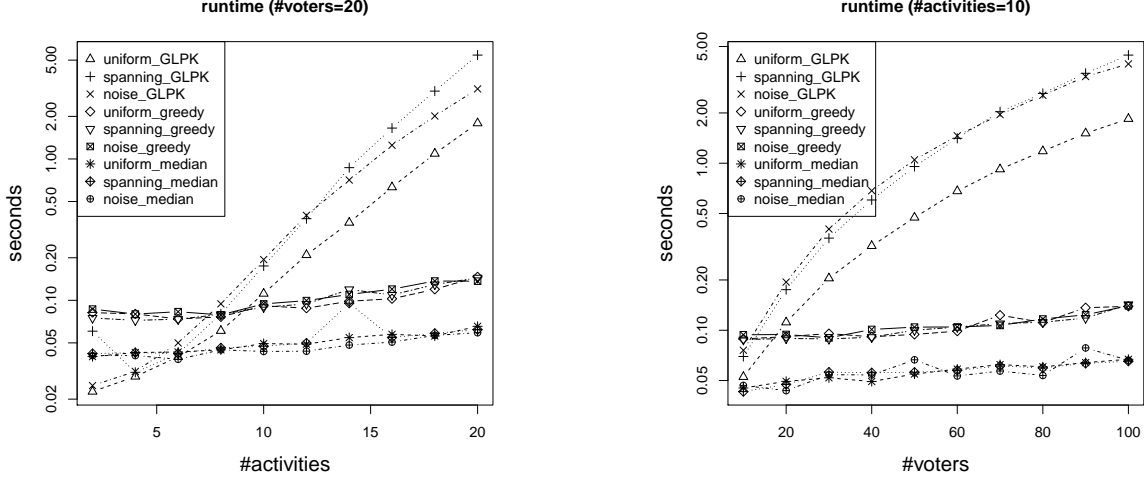 runtime (#voters=20)
seconds
5.00
2.00
1.00
0.50
0.20
0.10
0.05
0.02
uniform_GLPK
spanning_GLPK
noise_GLPK
uniform_greedy
spanning_greedy
noise_greedy
uniform_median
spanning_median
noise_median
5
10
15
20
#activities
runtime (#activities=10)
seconds
5.00
2.00
1.00
0.50
0.20
0.10
0.05
uniform_GLPK
spanning_GLPK
noise_GLPK
uniform_greedy
spanning_greedy
noise_greedy
uniform_median
spanning_median
noise_median
20
40
60
80
100
#voters